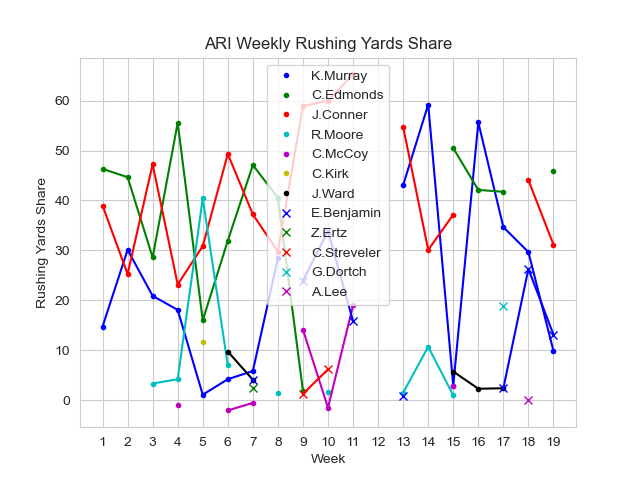 ARI Weekly Rushing Yards Share
K.Murray
C.Edmonds
J.Conner
R.Moore
C.McCoy
C.Kirk
J.Ward
E.Benjamin
Z.Ertz
C.Streveler
G.Dortch
A.Lee
Rushing Yards Share
60
50
40
30
20
10
0
1 2 3 4 5 6 7 8 9 10 11 12 13 14 15 16 17 18 19
Week